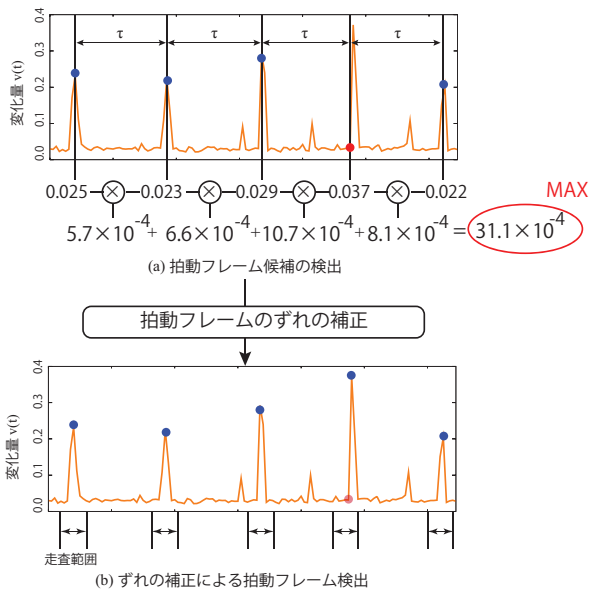 0.4
0.3
0.2
0.1
0.0
変化量 v(t)
τ τ τ τ
0.025 × 0.023 × 0.029 × 0.037 × 0.022
MAX
5.7×10⁻⁴ + 6.6×10⁻⁴ + 10.7×10⁻⁴ + 8.1×10⁻⁴ = 31.1×10⁻⁴
(a) 拍動フレーム候補の検出
拍動フレームのずれの補正
0.4
0.3
0.2
0.1
0.0
変化量 v(t)
走査範囲
(b) ずれの補正による拍動フレーム検出